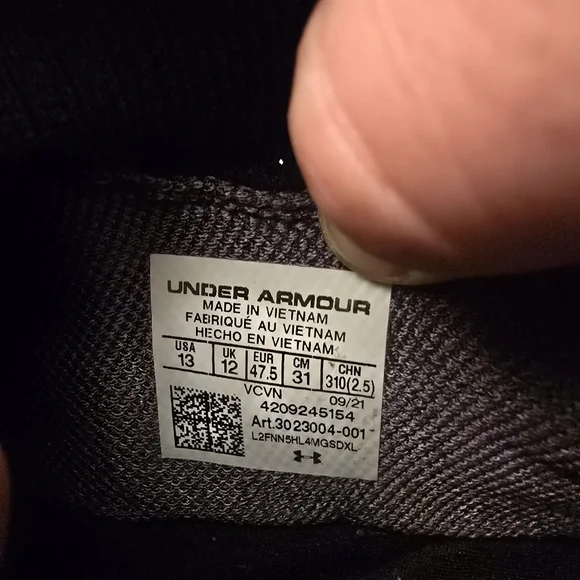 UNDER ARMOUR
MADE IN VIETNAM
FABRIQUÉ AU VIETNAM
HECHO EN VIETNAM
USA UK EUR CM CHN
13 12 47.5 31 310(2.5)
VCVN 09/21
4209245154
Art.3023004-001
L2FNN5HL4MGSDXL